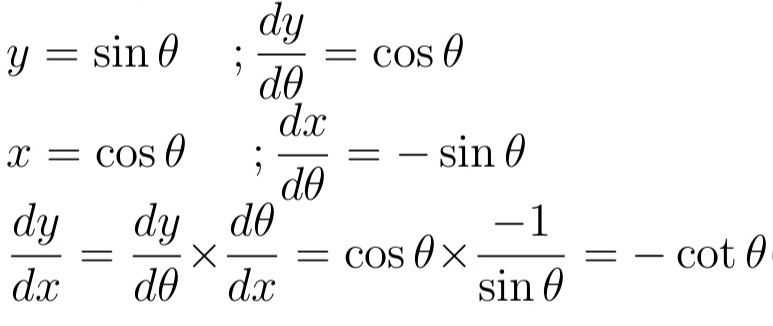 y = sin θ ; dy/dθ = cos θ
x = cos θ ; dx/dθ = − sin θ
dy/dx = dy/dθ × dθ/dx = cos θ × −1/sin θ = − cot θ